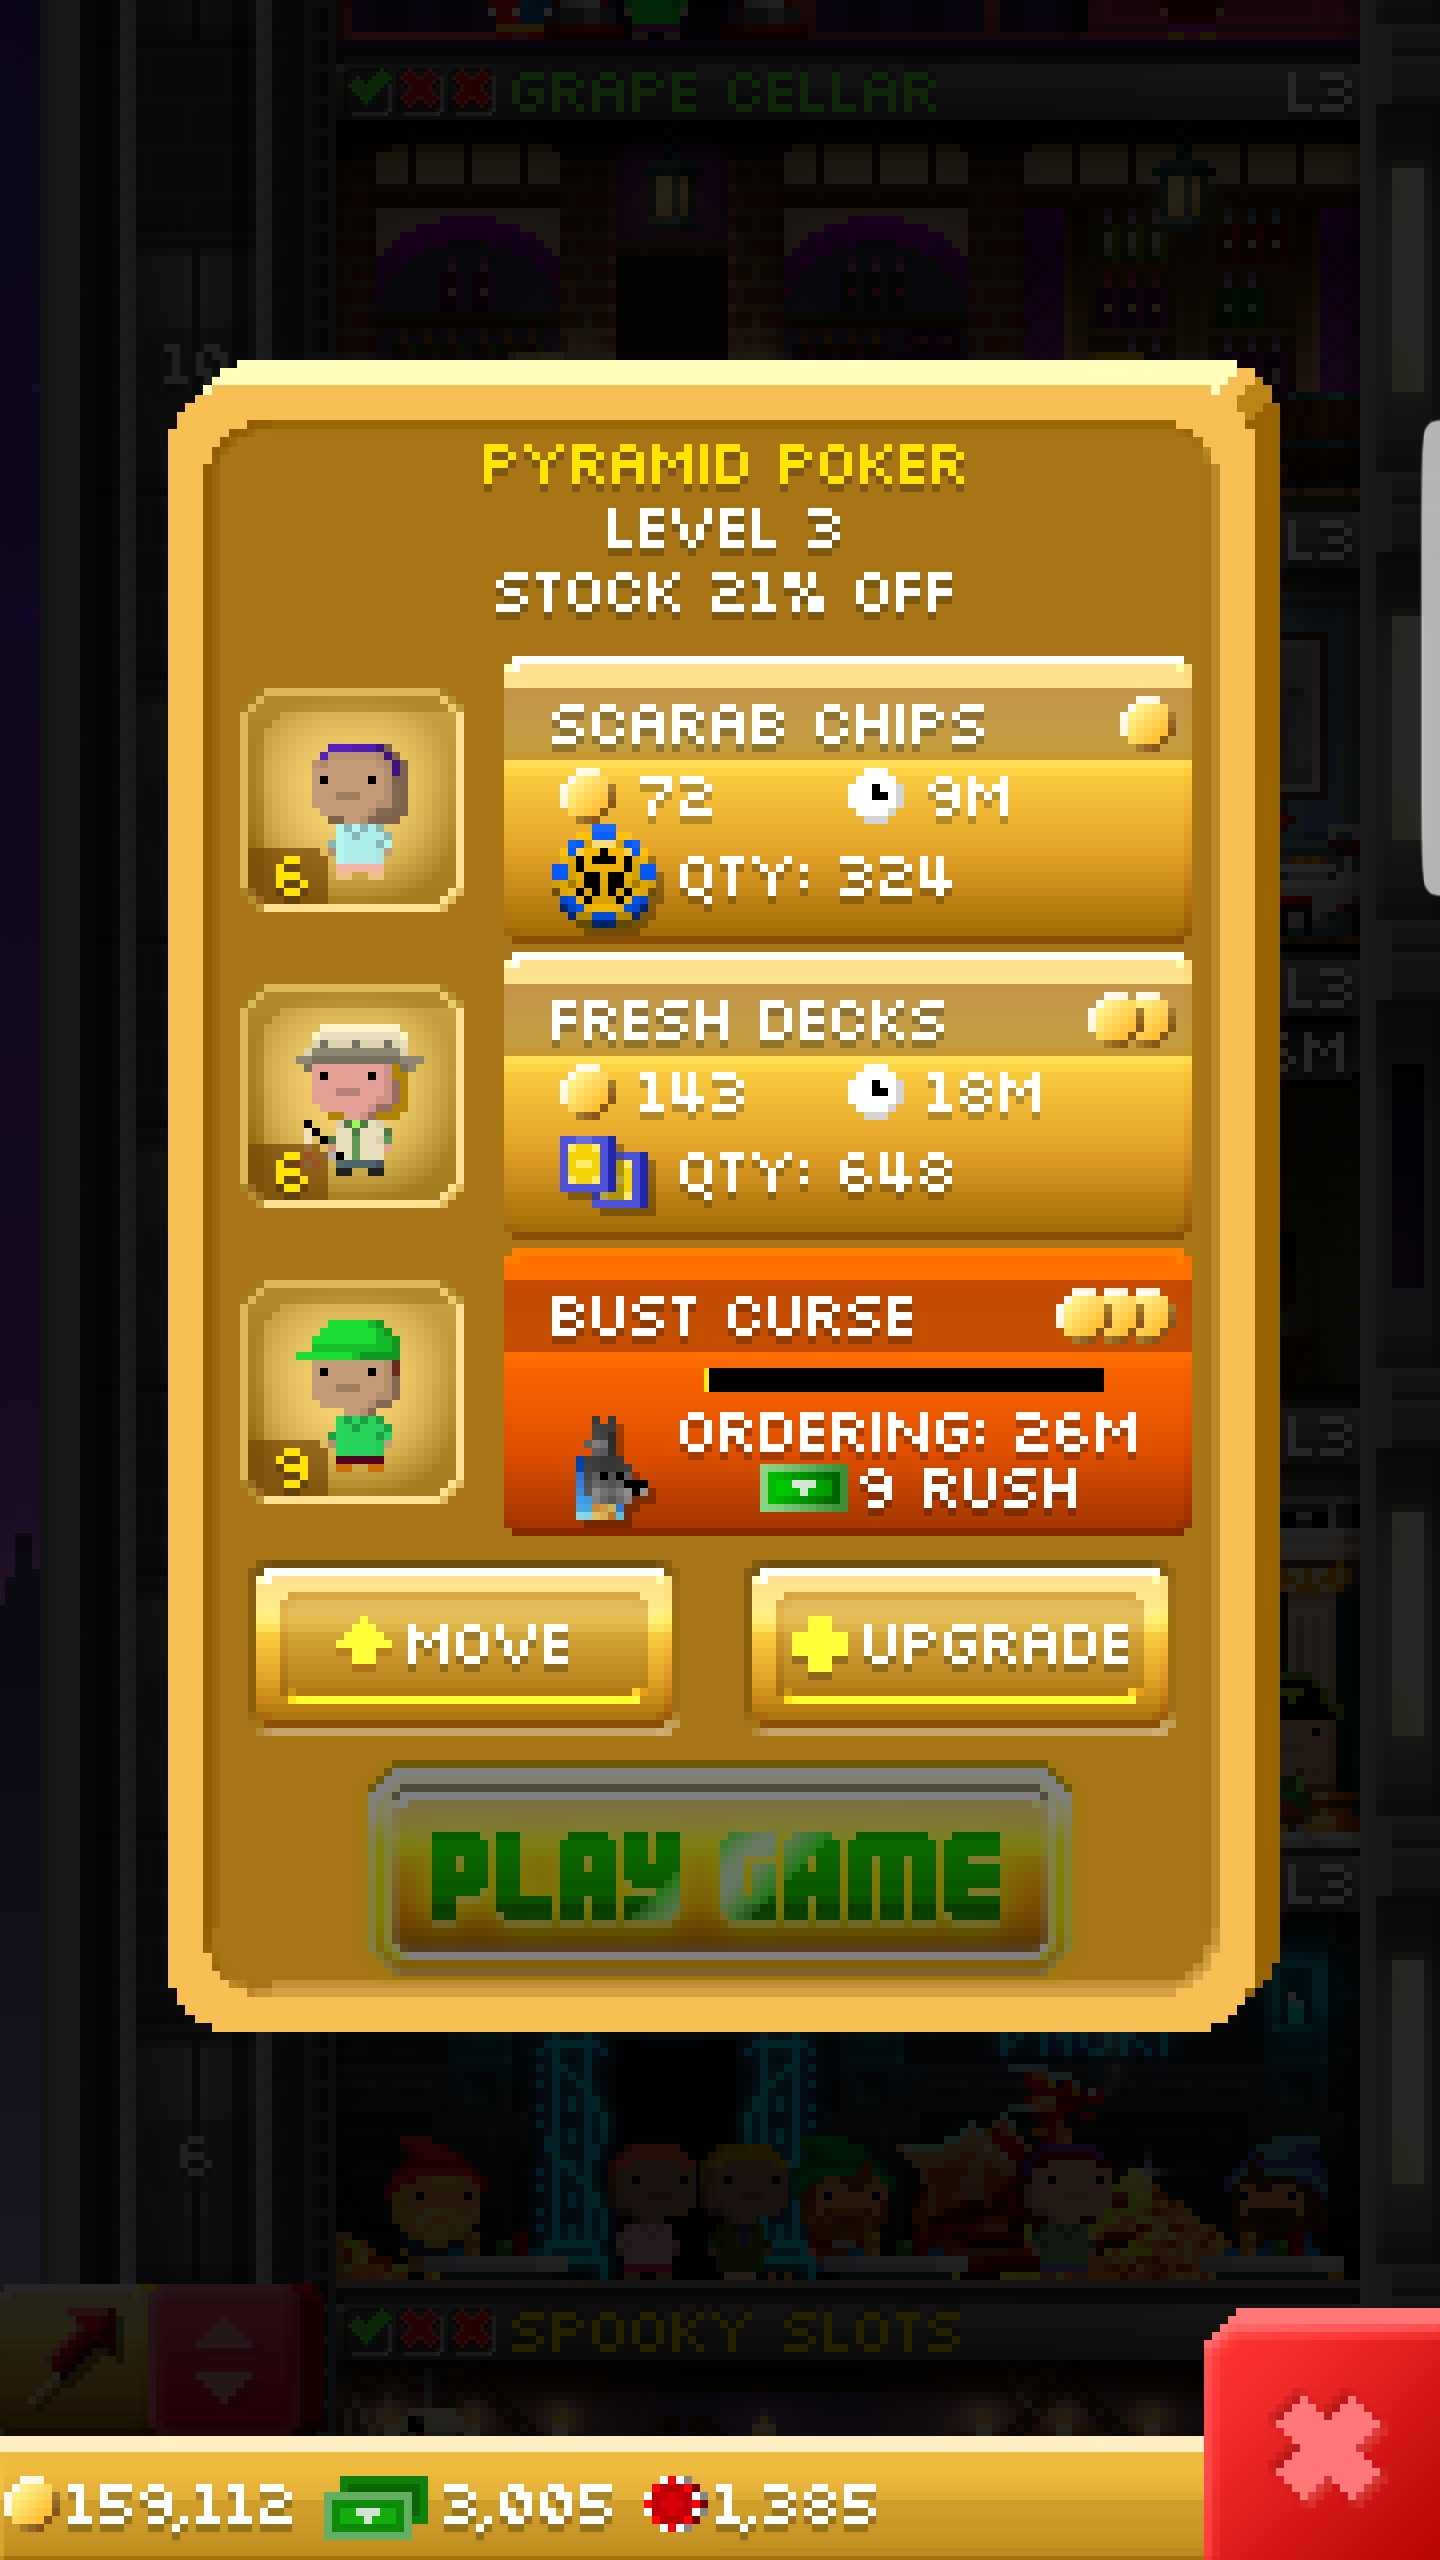 GRAPE CELLAR L3
10
PYRAMID POKER
LEVEL 3
STOCK 21% OFF
L3
SCARAB CHIPS
72 9M
QTY: 324
6
L3
FRESH DECKS
143 18M
QTY: 648
6
BUST CURSE
ORDERING: 26M
9 RUSH
9
L3
MOVE UPGRADE
PLAY GAME
L3
6
SPOOKY SLOTS
159,112 3,005 1,385